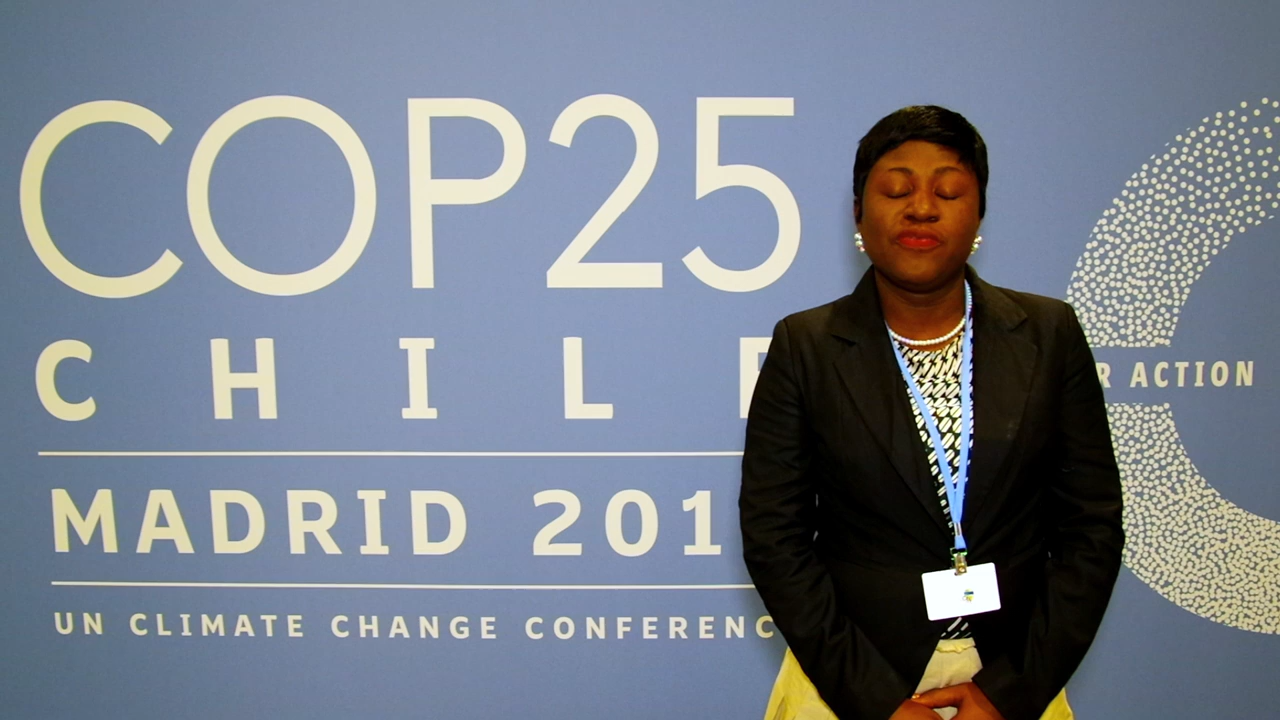 COP25
CHIL
MADRID 201
UN CLIMATE CHANGE CONFERENC
R ACTION